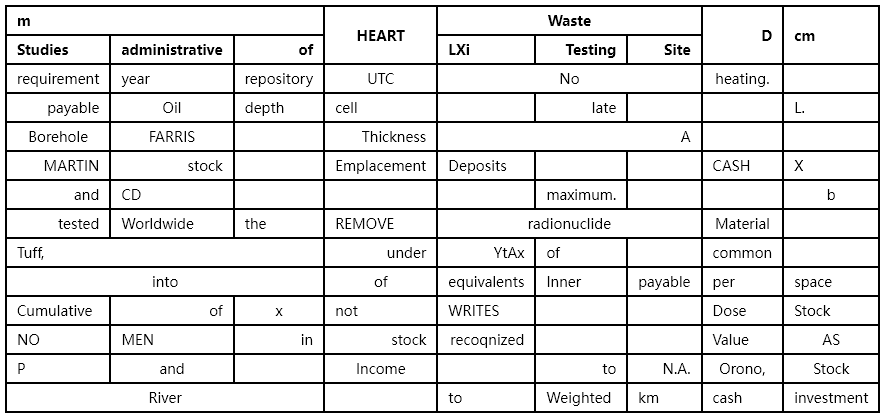 m HEART Waste D cm
Studies administrative of LXi Testing Site
requirement year repository UTC No heating.
payable Oil depth cell late L.
Borehole FARRIS Thickness A
MARTIN stock Emplacement Deposits CASH X
and CD maximum. b
tested Worldwide the REMOVE radionuclide Material
Tuff, under YtAx of common
into of equivalents Inner payable per space
Cumulative of x not WRITES Dose Stock
NO MEN in stock recoqnized Value AS
P and Income to N.A. Orono, Stock
River to Weighted km cash investment